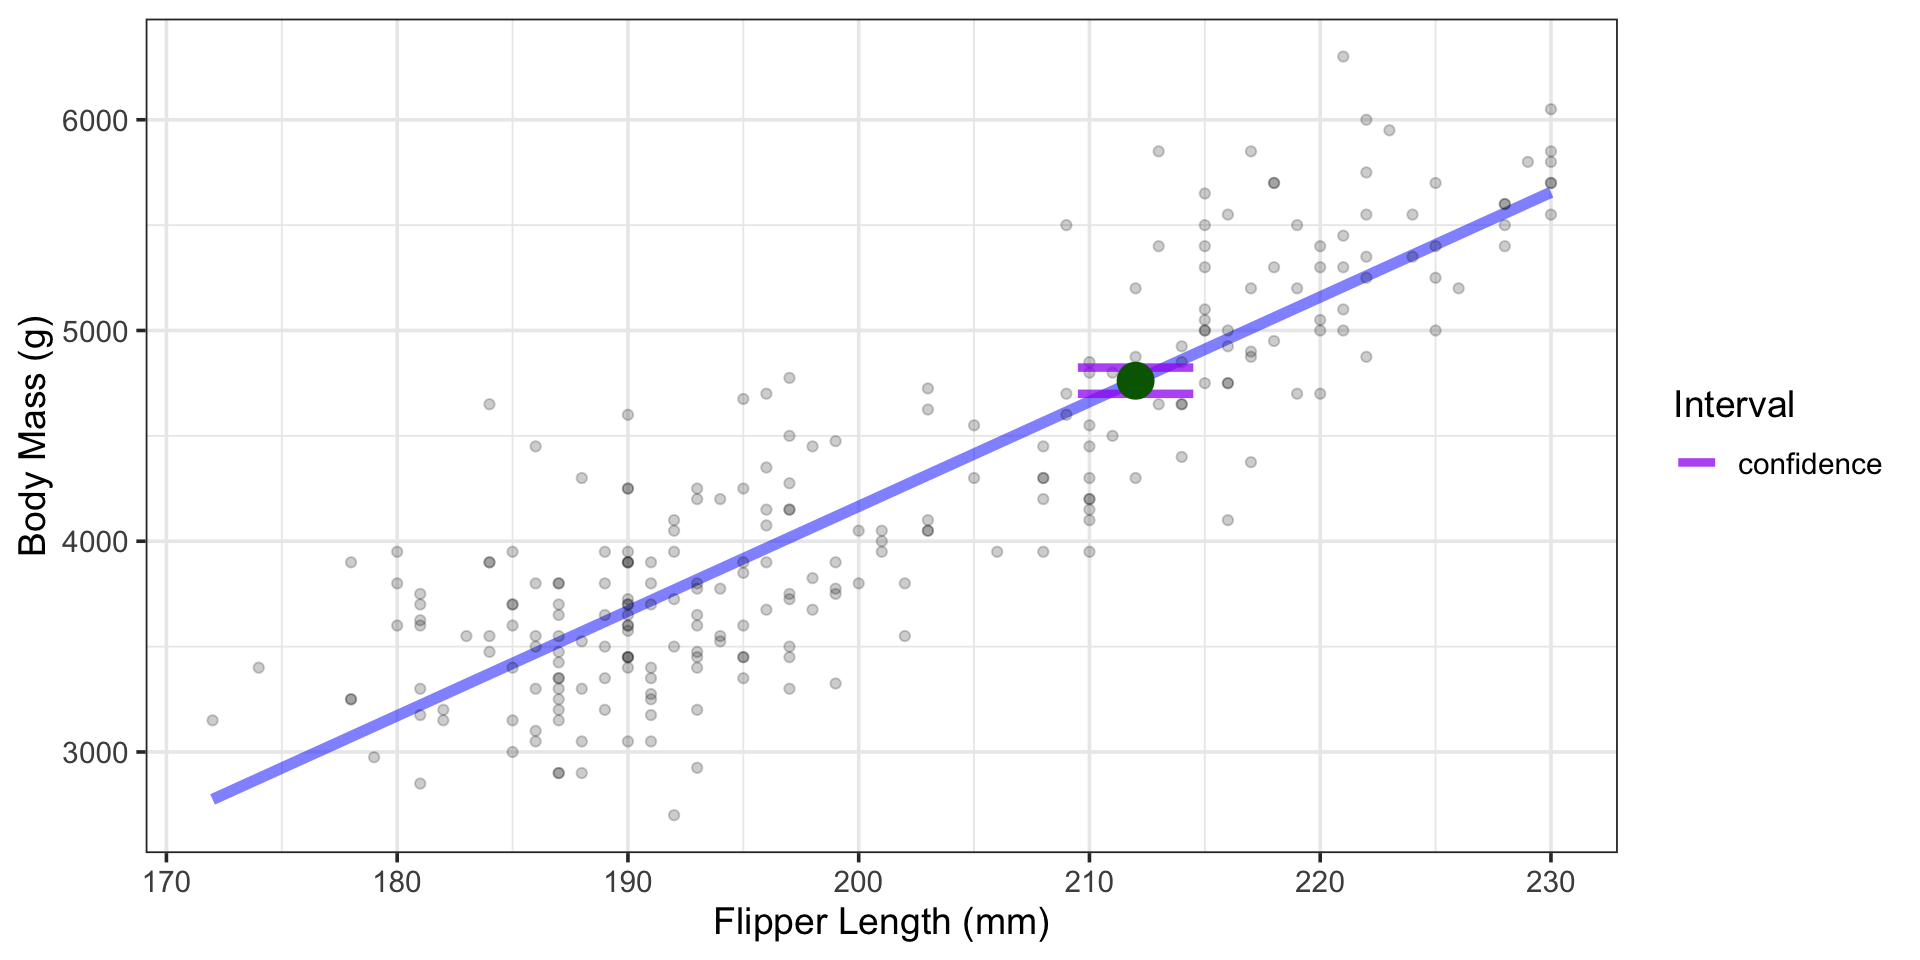 6000
5000
4000
3000
Body Mass (g)
170 180 190 200 210 220 230
Flipper Length (mm)
Interval
confidence